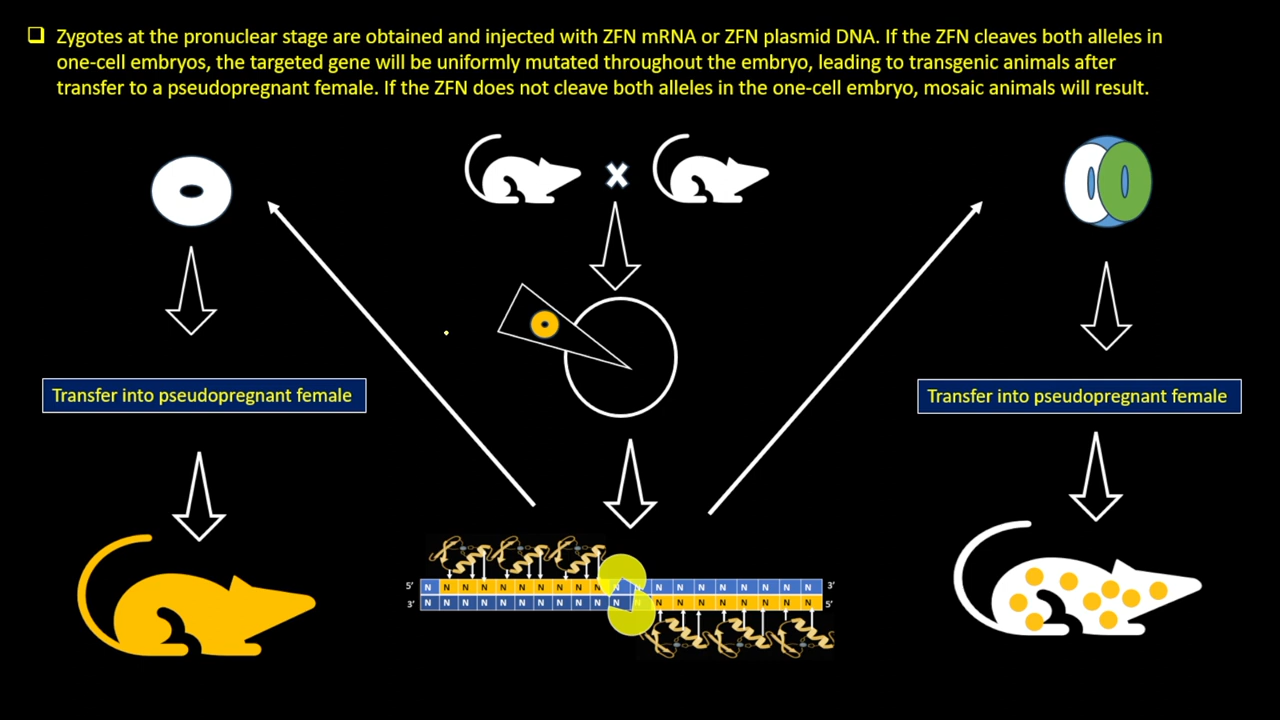 Zygotes at the pronuclear stage are obtained and injected with ZFN mRNA or ZFN plasmid DNA. If the ZFN cleaves both alleles in
one-cell embryos, the targeted gene will be uniformly mutated throughout the embryo, leading to transgenic animals after
transfer to a pseudopregnant female. If the ZFN does not cleave both alleles in the one-cell embryo, mosaic animals will result.
Transfer into pseudopregnant female
Transfer into pseudopregnant female
5' N N N N N N N N N N N N N N N N N N N 3'
3' N N N N N N N N N N N N N N N N N N N 5'